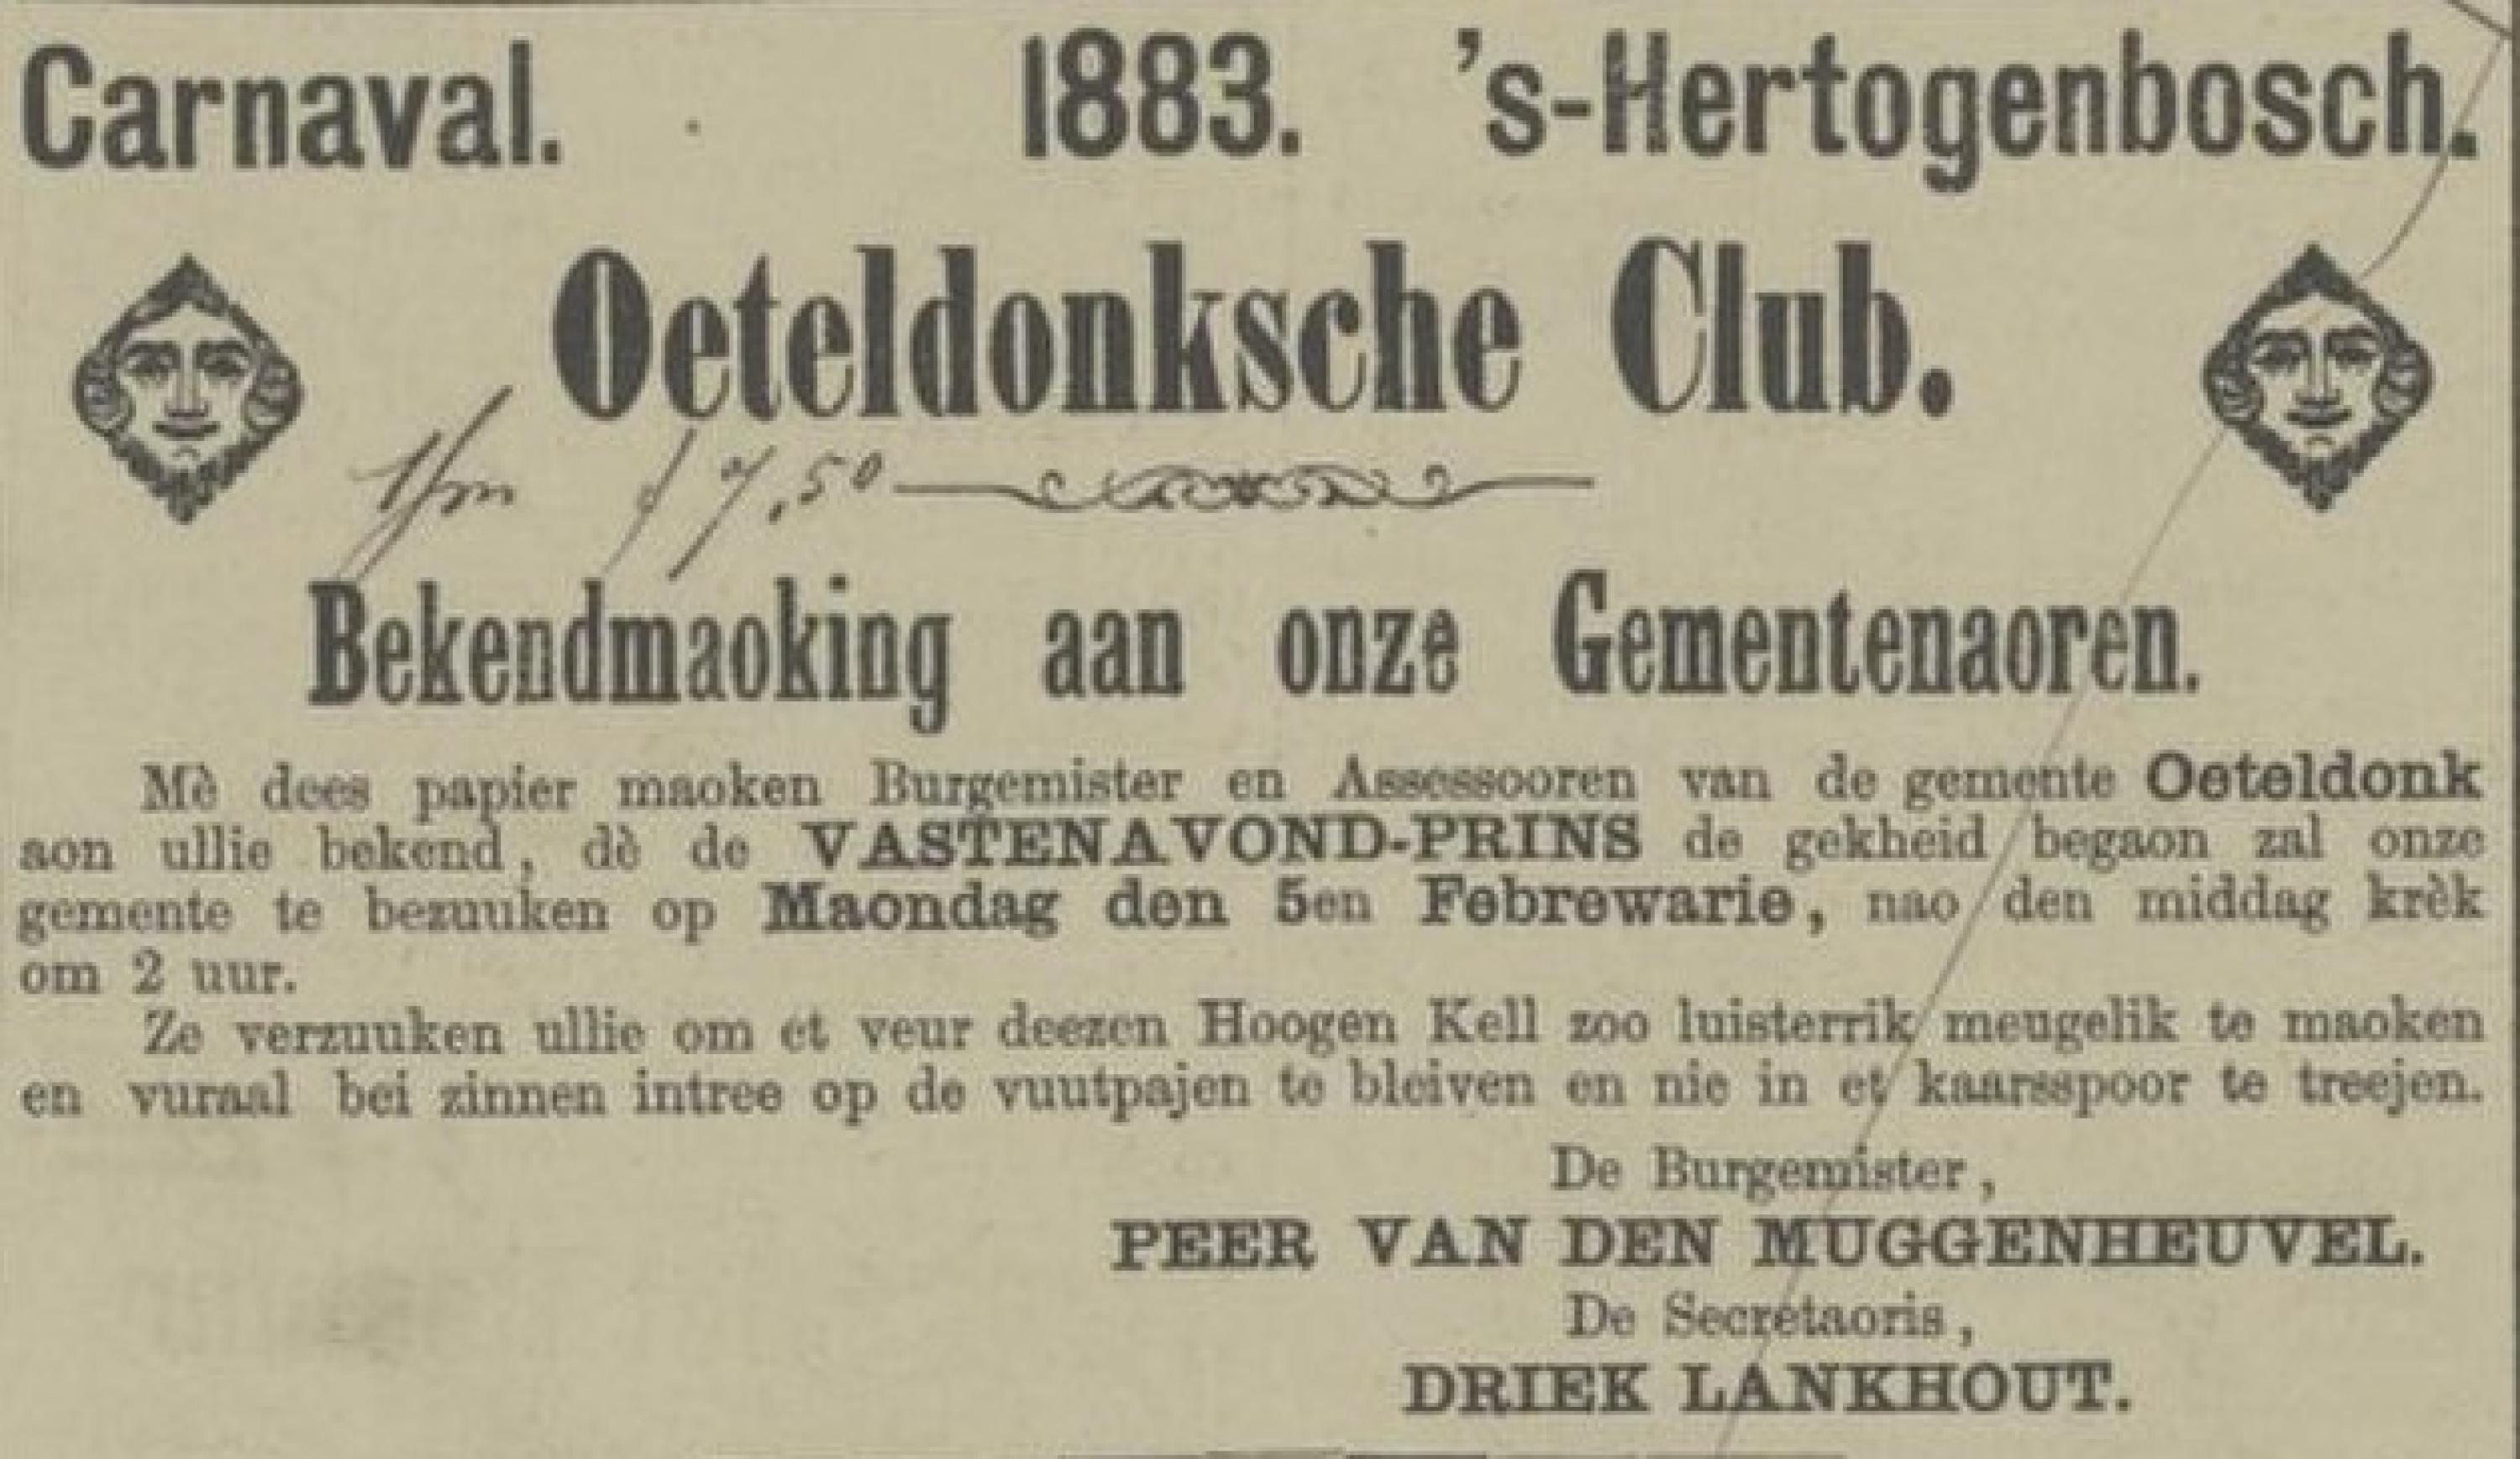 Carnaval. 1883. 's-Hertogenbosch.
Oeteldonksche Club.
7,50
Bekendmaoking aan onze Gementenaoren.
Mè dees papier maoken Burgemister en Assessooren van de gemente Oeteldonk
aon ullie bekend, dè de VASTENAVOND-PRINS de gekheid begaon zal onze
gemente te bezuuken op Maondag den 5en Febrewarie, nao den middag krèk
om 2 uur.
Ze verzuuken ullie om et veur deezen Hoogen Kell zoo luisterrik meugelik te maoken
en vuraal bei zinnen intree op de vuutpajen te bleiven en nie in et kaarsspoor te treejen.
De Burgemister,
PEER VAN DEN MUGGENHEUVEL.
De Secretaoris,
DRIEK LANKHOUT.